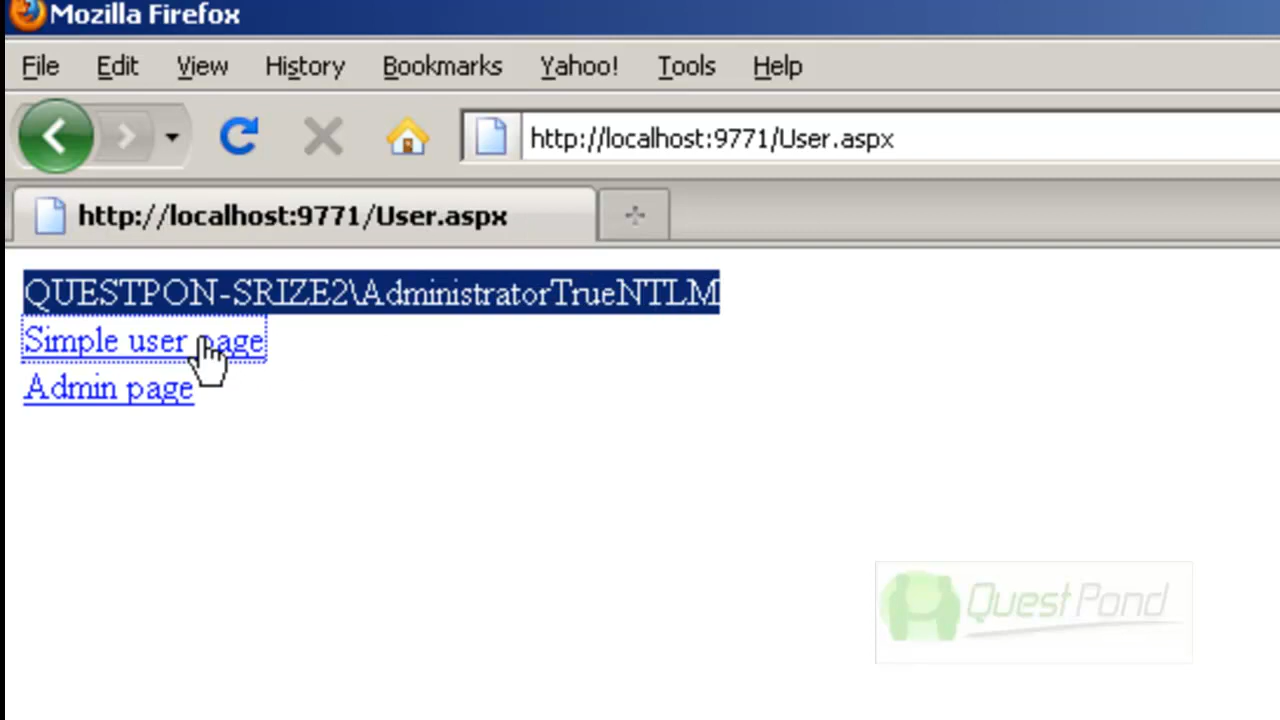 Mozilla Firefox
File Edit View History Bookmarks Yahoo! Tools Help
http://localhost:9771/User.aspx
http://localhost:9771/User.aspx
QUESTPON-SRIZE2\AdministratorTrueNTLM
Simple user page
Admin page
QuestPond